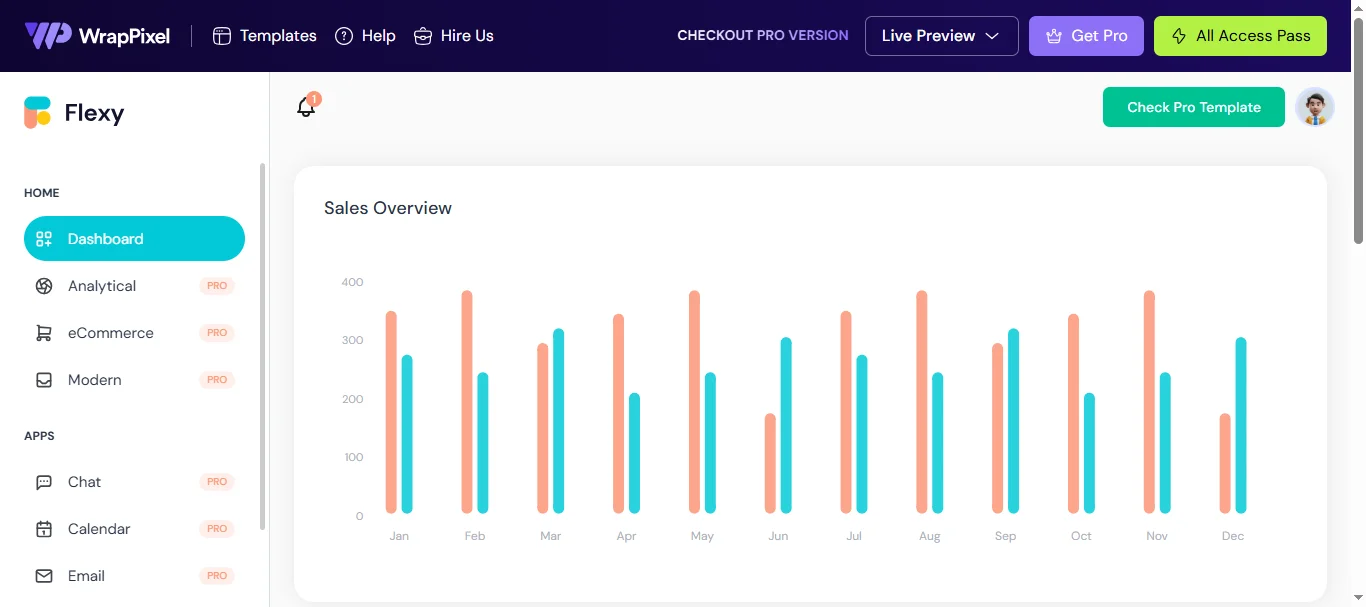 WrapPixel Templates Help Hire Us CHECKOUT PRO VERSION Live Preview Get Pro All Access Pass
Flexy
1
Check Pro Template
HOME
Dashboard
Analytical PRO
eCommerce PRO
Modern PRO
APPS
Chat PRO
Calendar PRO
Email PRO
Sales Overview
400
300
200
100
0
Jan Feb Mar Apr May Jun Jul Aug Sep Oct Nov Dec